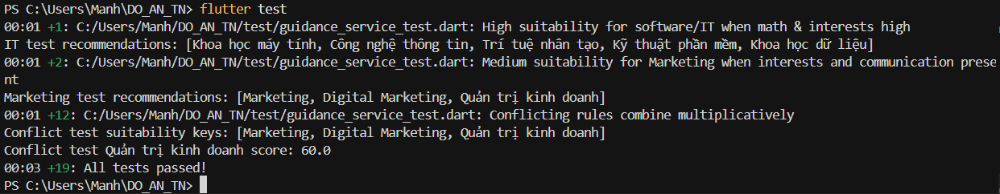 PS C:\Users\Manh\DO_AN_TN> flutter test
00:01 +1: C:/Users/Manh/DO_AN_TN/test/guidance_service_test.dart: High suitability for software/IT when math & interests high
IT test recommendations: [Khoa học máy tính, Công nghệ thông tin, Trí tuệ nhân tạo, Kỹ thuật phần mềm, Khoa học dữ liệu]
00:01 +2: C:/Users/Manh/DO_AN_TN/test/guidance_service_test.dart: Medium suitability for Marketing when interests and communication prese
nt
Marketing test recommendations: [Marketing, Digital Marketing, Quản trị kinh doanh]
00:01 +12: C:/Users/Manh/DO_AN_TN/test/guidance_service_test.dart: Conflicting rules combine multiplicatively
Conflict test suitability keys: [Marketing, Digital Marketing, Quản trị kinh doanh]
Conflict test Quản trị kinh doanh score: 60.0
00:03 +19: All tests passed!
PS C:\Users\Manh\DO_AN_TN>